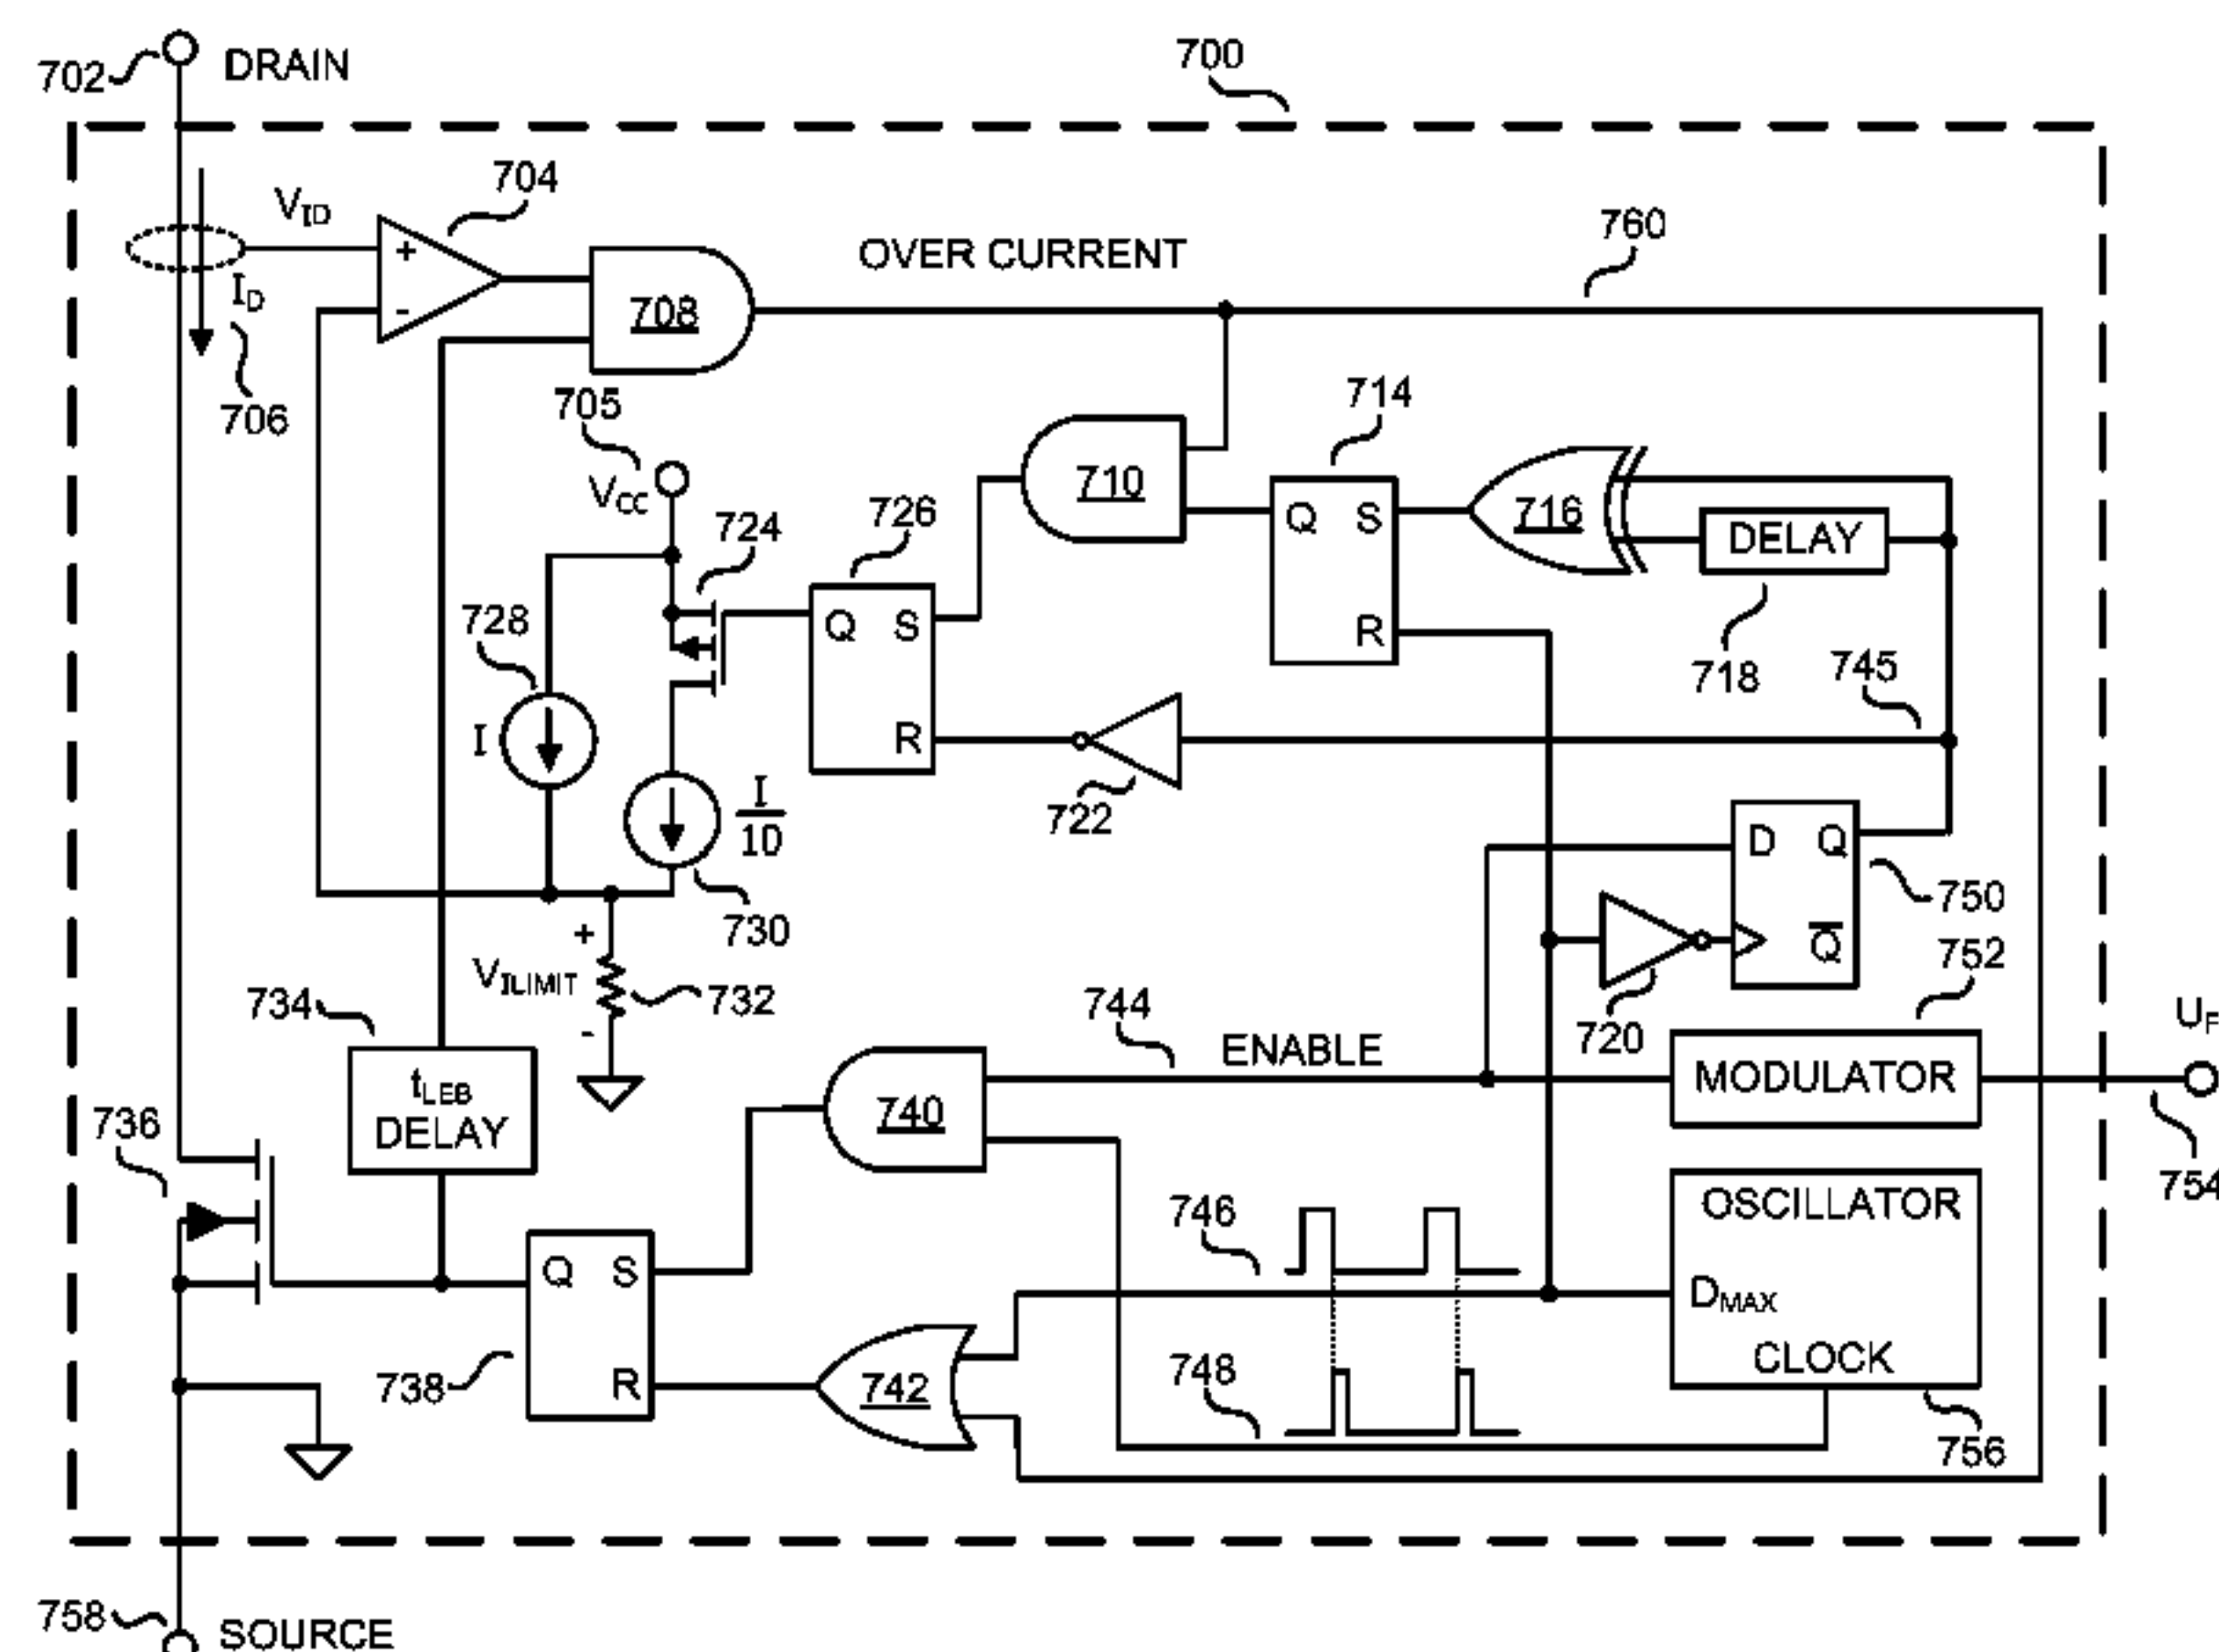 700
702
DRAIN
704
V_ID
760
OVER CURRENT
+
I_D
-
708
706
705
714
V_CC
710
716
724
726
Q
S
DELAY
728
Q
S
R
718
745
I
R
I
10
722
D
Q
730
750
+
Q̅
752
V_ILIMIT
732
734
744
720
U_F
-
ENABLE
MODULATOR
t_LEB
DELAY
740
736
754
746
OSCILLATOR
Q
S
D_MAX
748
CLOCK
738
R
742
756
758
SOURCE